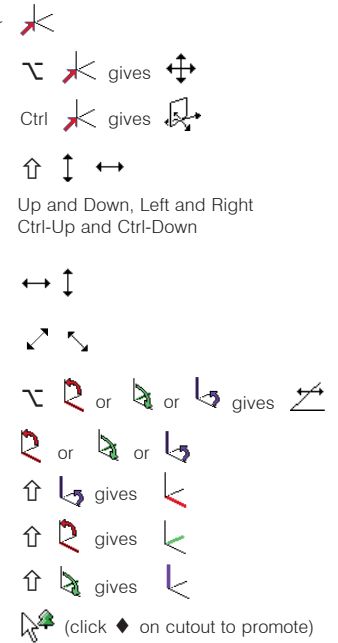 ⌥ gives
Ctrl gives
⇧ ↕ ↔
Up and Down, Left and Right
Ctrl-Up and Ctrl-Down
⌥ or or gives
or or
⇧ gives
⇧ gives
⇧ gives
(click ♦ on cutout to promote)